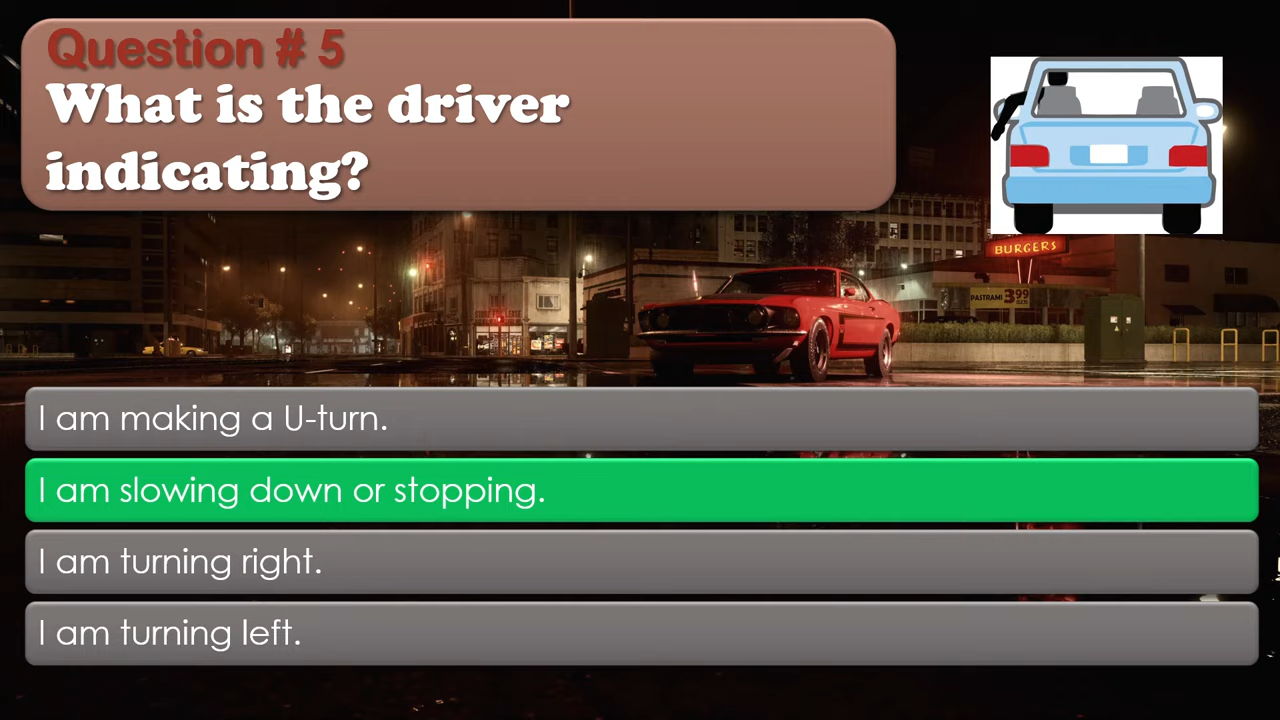 Question # 5
What is the driver
indicating?
BURGERS
PASTRAMI 3.99
I am making a U-turn.
I am slowing down or stopping.
I am turning right.
I am turning left.